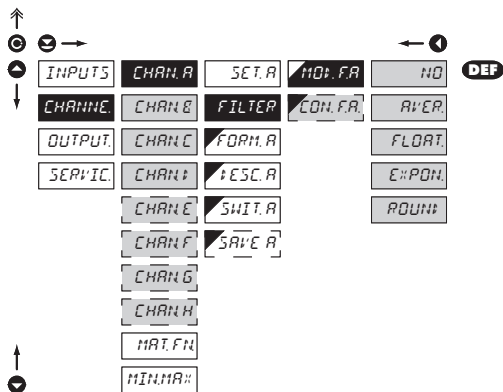 INPUTS CHAN. A SET. A MOD. F.A NO DEF
CHANNE. CHAN. B FILTER CON. F.A. AVER.
OUTPUT. CHAN. C FORM. A FLOAT.
SERVIC. CHAN. D DESC. A EXPON.
CHAN. E SWIT. A ROUND
CHAN. F SAVE A
CHAN. G
CHAN. H
MAT. FN.
MIN.MAX